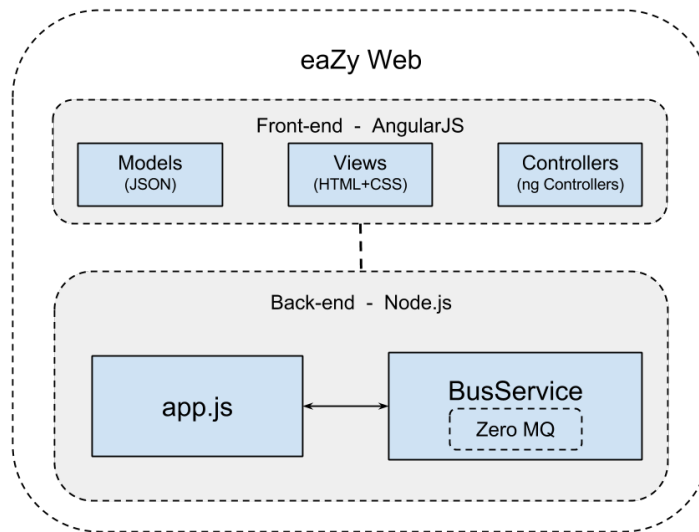 eaZy Web
Front-end - AngularJS
Models
(JSON)
Views
(HTML+CSS)
Controllers
(ng Controllers)
Back-end - Node.js
app.js
BusService
Zero MQ